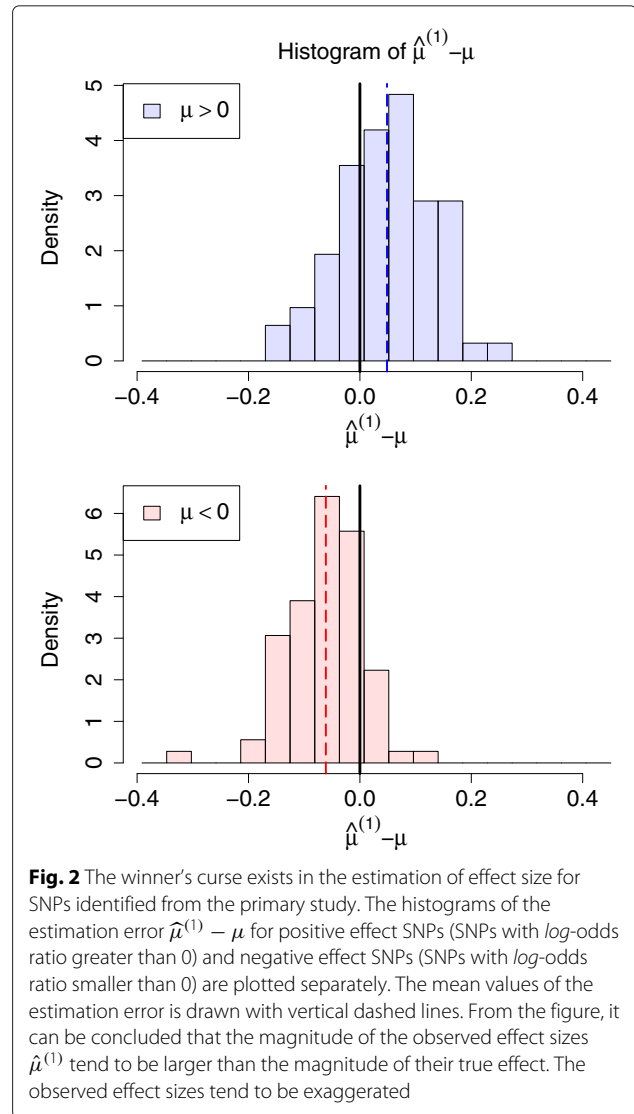 Histogram of μ̂⁽¹⁾−μ
μ > 0
Density
5
4
3
2
1
0
−0.4 −0.2 0.0 0.2 0.4
μ̂⁽¹⁾−μ
μ < 0
Density
6
5
4
3
2
1
0
−0.4 −0.2 0.0 0.2 0.4
μ̂⁽¹⁾−μ
Fig. 2 The winner's curse exists in the estimation of effect size for
SNPs identified from the primary study. The histograms of the
estimation error μ̂⁽¹⁾ − μ for positive effect SNPs (SNPs with log-odds
ratio greater than 0) and negative effect SNPs (SNPs with log-odds
ratio smaller than 0) are plotted separately. The mean values of the
estimation error is drawn with vertical dashed lines. From the figure, it
can be concluded that the magnitude of the observed effect sizes
μ̂⁽¹⁾ tend to be larger than the magnitude of their true effect. The
observed effect sizes tend to be exaggerated